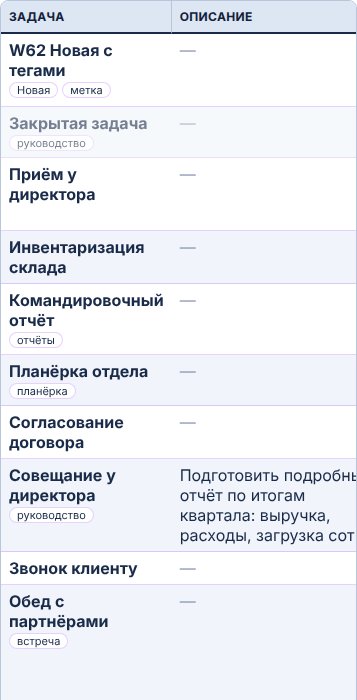 ЗАДАЧА ОПИСАНИЕ
W62 Новая с —
тегами
Новая метка
Закрытая задача —
руководство
Приём у —
директора
Инвентаризация —
склада
Командировочный —
отчёт
отчёты
Планёрка отдела —
планёрка
Согласование —
договора
Совещание у Подготовить подробнь
директора отчёт по итогам
руководство квартала: выручка,
расходы, загрузка сот
Звонок клиенту —
Обед с —
партнёрами
встреча